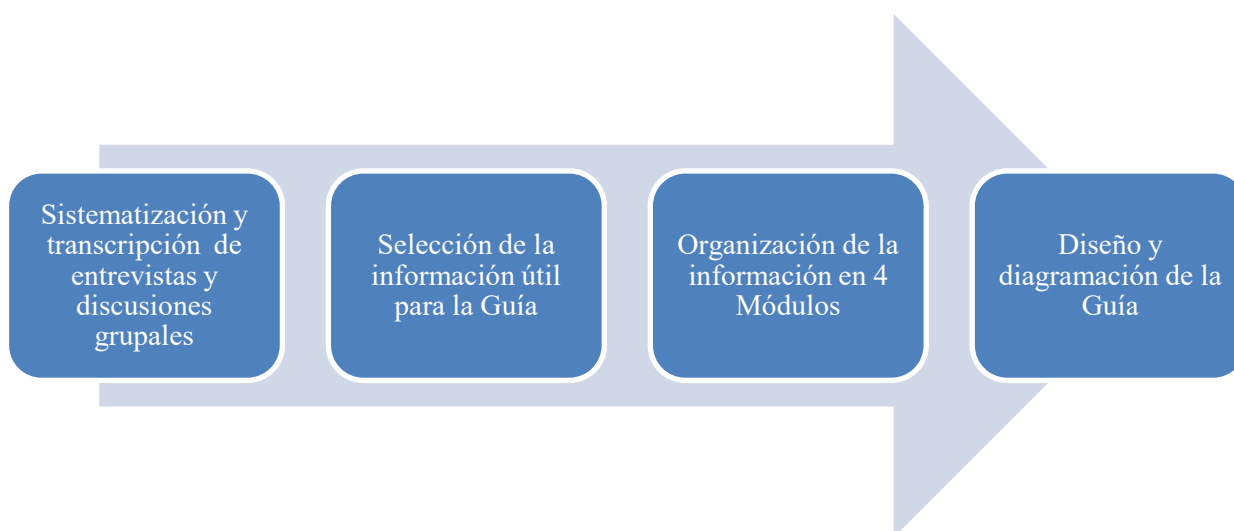 Sistematización y
transcripción de
entrevistas y
discusiones
grupales
Selección de la
información útil
para la Guía
Organización de la
información en 4
Módulos
Diseño y
diagramación de la
Guía